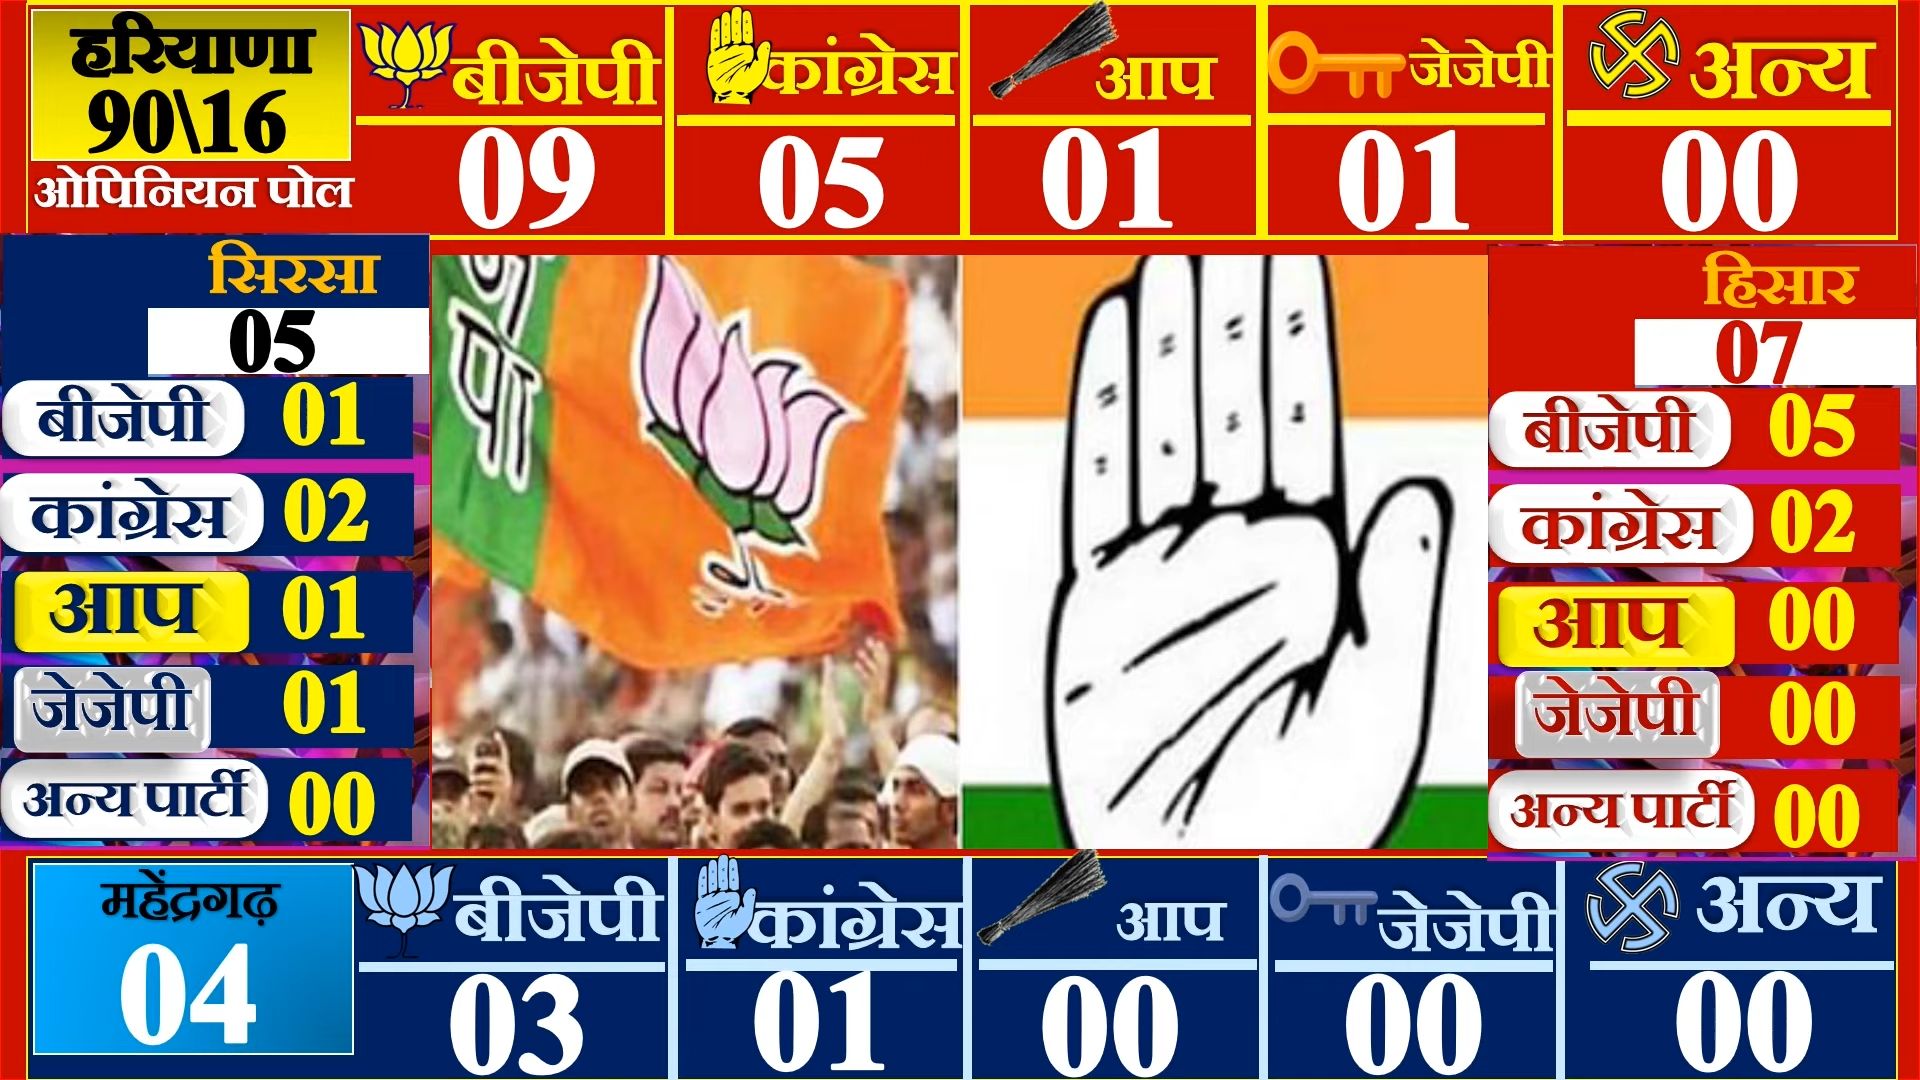 हरियाणा
90\16
ओपिनियन पोल
बीजेपी
09
कांग्रेस
05
आप
01
जेजेपी
01
अन्य
00
सिरसा
05
बीजेपी 01
कांग्रेस 02
आप 01
जेजेपी 01
अन्य पार्टी 00
हिसार
07
बीजेपी 05
कांग्रेस 02
आप 00
जेजेपी 00
अन्य पार्टी 00
महेंद्रगढ़
04
बीजेपी
03
कांग्रेस
01
आप
00
जेजेपी
00
अन्य
00